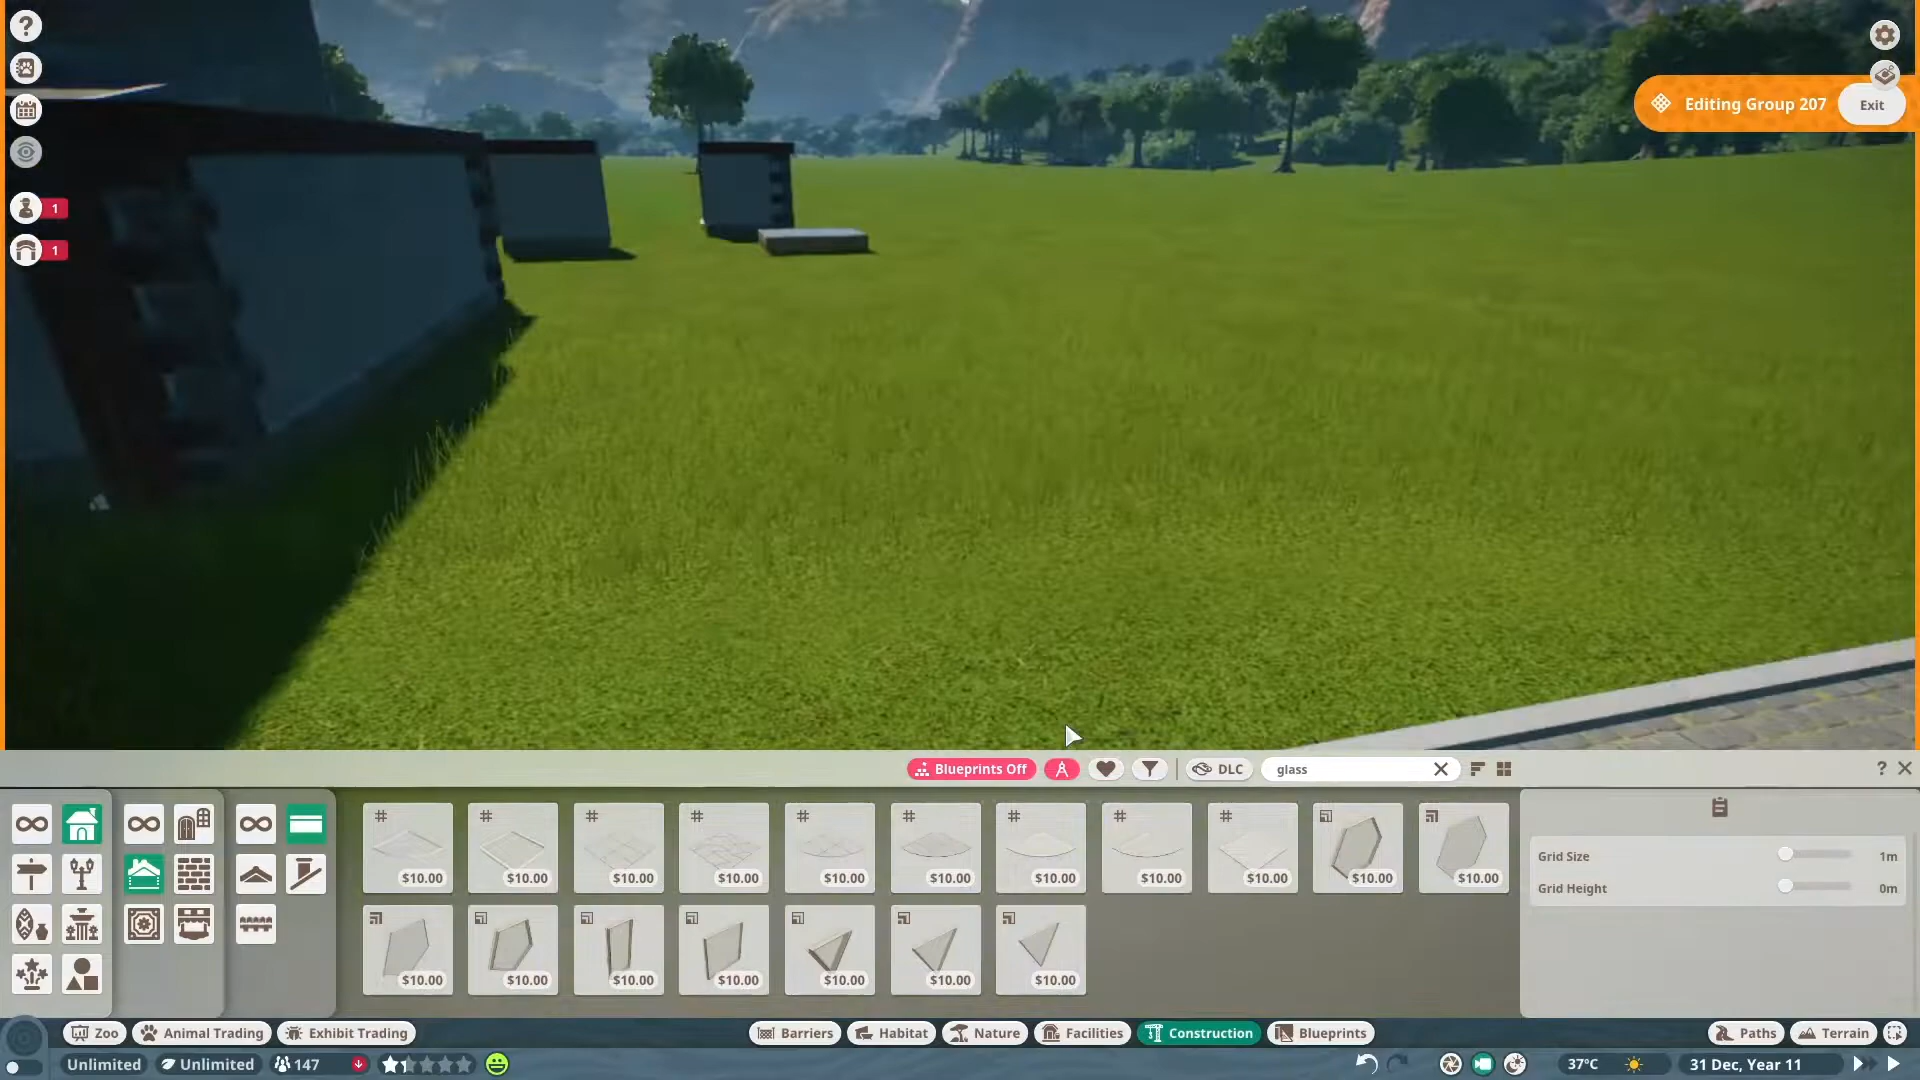 ?
Editing Group 207
Exit
1
1
Blueprints Off
DLC
glass
?
$10.00 $10.00 $10.00 $10.00 $10.00 $10.00 $10.00 $10.00 $10.00 $10.00 $10.00
$10.00 $10.00 $10.00 $10.00 $10.00 $10.00 $10.00
Grid Size 1m
Grid Height 0m
Zoo Animal Trading Exhibit Trading Barriers Habitat Nature Facilities Construction Blueprints Paths Terrain
Unlimited Unlimited 147 37°C 31 Dec, Year 11